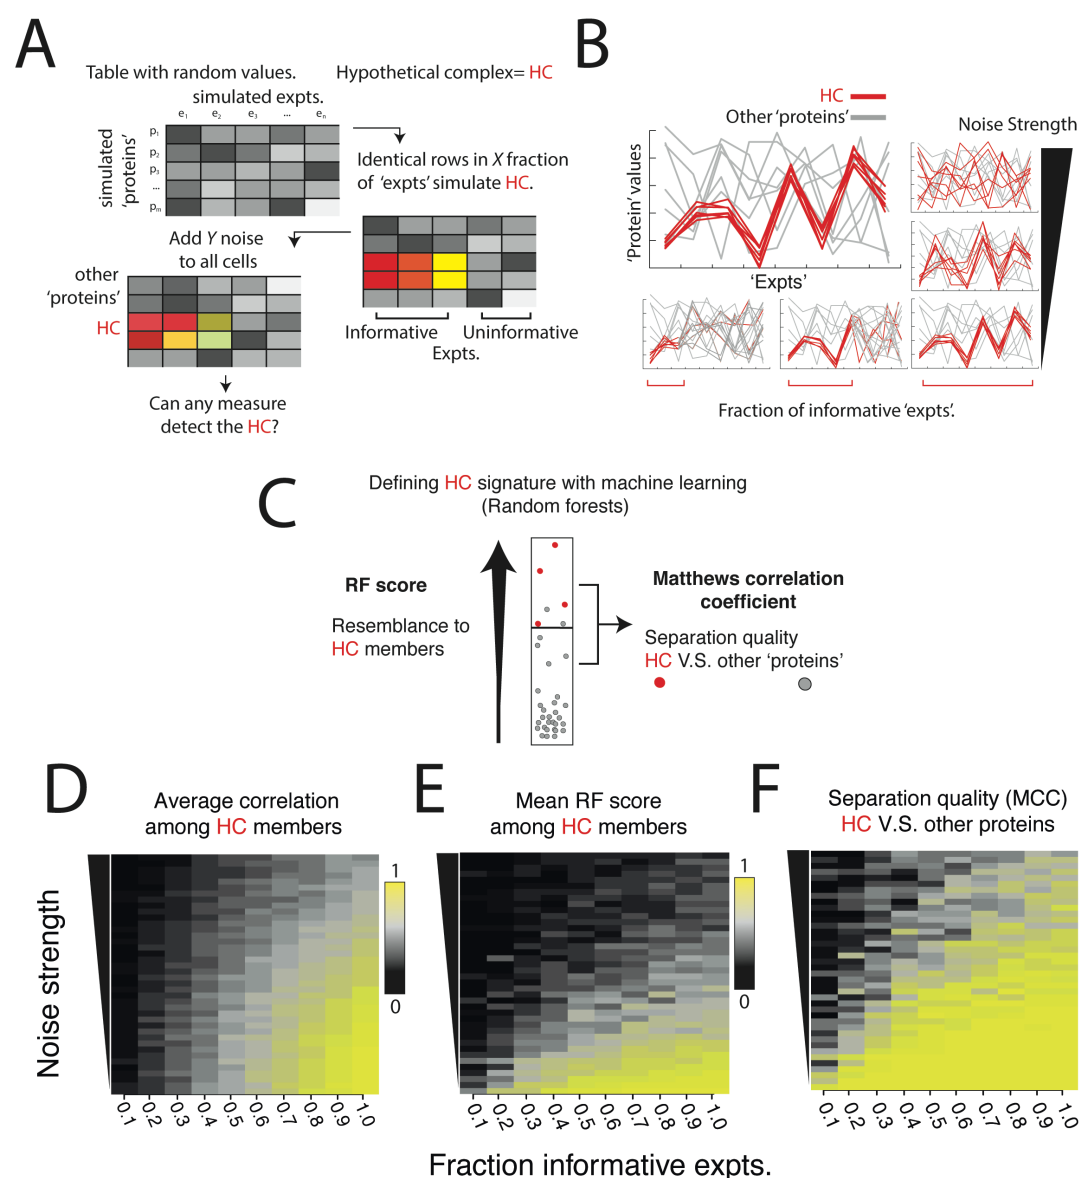 A
Table with random values.
simulated expts.
Hypothetical complex= HC
e1 e2 e3 ... en
simulated
'proteins'
p1
p2
p3
...
pm
Identical rows in X fraction
of 'expts' simulate HC.
Add Y noise
to all cells
other
'proteins'
HC
Informative
Uninformative
Expts.
Can any measure
detect the HC?
B
HC
Other 'proteins'
Noise Strength
'Protein' values
'Expts'
Fraction of informative 'expts'.
C
Defining HC signature with machine learning
(Random forests)
RF score
Resemblance to
HC members
Matthews correlation
coefficient
Separation quality
HC V.S. other 'proteins'
D
Average correlation
among HC members
1
0
Noise strength
0.1 0.2 0.3 0.4 0.5 0.6 0.7 0.8 0.9 1.0
E
Mean RF score
among HC members
1
0
0.1 0.2 0.3 0.4 0.5 0.6 0.7 0.8 0.9 1.0
F
Separation quality (MCC)
HC V.S. other proteins
0.1 0.2 0.3 0.4 0.5 0.6 0.7 0.8 0.9 1.0
Fraction informative expts.